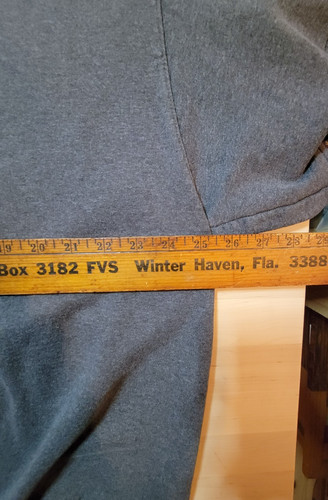 19 20 21 22 23 24 25 26 27 28
Box 3182 FVS Winter Haven, Fla. 3388